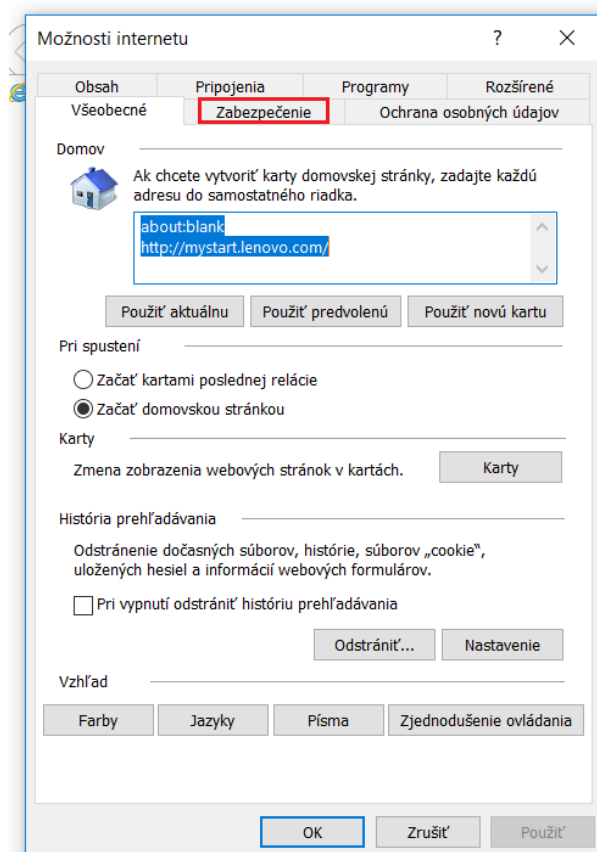 Možnosti internetu
Obsah Pripojenia Programy Rozšírené
Všeobecné Zabezpečenie Ochrana osobných údajov
Domov
Ak chcete vytvoriť karty domovskej stránky, zadajte každú
adresu do samostatného riadka.
about:blank
http://mystart.lenovo.com/
Použiť aktuálnu Použiť predvolenú Použiť novú kartu
Pri spustení
Začať kartami poslednej relácie
Začať domovskou stránkou
Karty
Zmena zobrazenia webových stránok v kartách. Karty
História prehľadávania
Odstránenie dočasných súborov, histórie, súborov „cookie“,
uložených hesiel a informácií webových formulárov.
Pri vypnutí odstrániť históriu prehľadávania
Odstrániť... Nastavenie
Vzhľad
Farby Jazyky Písma Zjednodušenie ovládania
OK Zrušiť Použiť